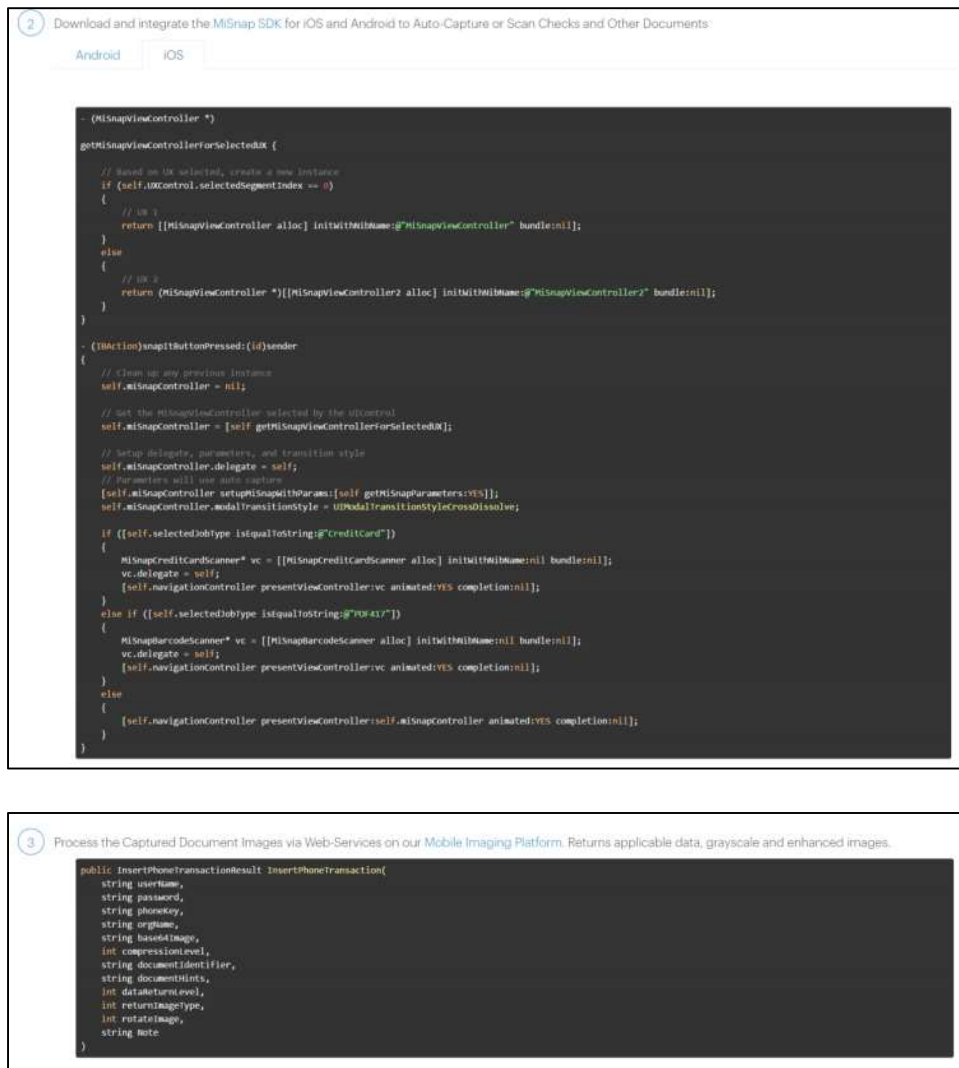 2 Download and integrate the MiSnap SDK for iOS and Android to Auto-Capture or Scan Checks and Other Documents
Android iOS
- (MiSnapViewController *)
getMiSnapViewControllerForSelectedUX {
// Based on UX selected, create a new instance
if (self.UXControl.selectedSegmentIndex == 0)
{
// UX 1
return [[MiSnapViewController alloc] initWithNibName:@"MiSnapViewController" bundle:nil];
}
else
{
// UX 2
return (MiSnapViewController *)[[MiSnapViewController2 alloc] initWithNibName:@"MiSnapViewController2" bundle:nil];
}
}
- (IBAction)snapItButtonPressed:(id)sender
{
// Clean up any previous instance
self.miSnapController = nil;
// Get the MiSnapViewController selected by the UIControl
self.miSnapController = [self getMiSnapViewControllerForSelectedUX];
// Setup delegate, parameters, and transition style
self.miSnapController.delegate = self;
// Parameters will use auto capture
[self.miSnapController setupMiSnapWithParams:[self getMiSnapParameters:YES]];
self.miSnapController.modalTransitionStyle = UIModalTransitionStyleCrossDissolve;
if ([self.selectedJobType isEqualToString:@"CreditCard"])
{
MiSnapCreditCardScanner* vc = [[MiSnapCreditCardScanner alloc] initWithNibName:nil bundle:nil];
vc.delegate = self;
[self.navigationController presentViewController:vc animated:YES completion:nil];
}
else if ([self.selectedJobType isEqualToString:@"PDF417"])
{
MiSnapBarcodeScanner* vc = [[MiSnapBarcodeScanner alloc] initWithNibName:nil bundle:nil];
vc.delegate = self;
[self.navigationController presentViewController:vc animated:YES completion:nil];
}
else
{
[self.navigationController presentViewController:self.miSnapController animated:YES completion:nil];
}
}
3 Process the Captured Document Images via Web-Services on our Mobile Imaging Platform. Returns applicable data, grayscale and enhanced images.
public InsertPhoneTransactionResult InsertPhoneTransaction(
string userName,
string password,
string phoneKey,
string orgName,
string base64Image,
int compressionLevel,
string documentIdentifier,
string documentHints,
int dataReturnLevel,
int returnImageType,
int rotateImage,
string Note
)